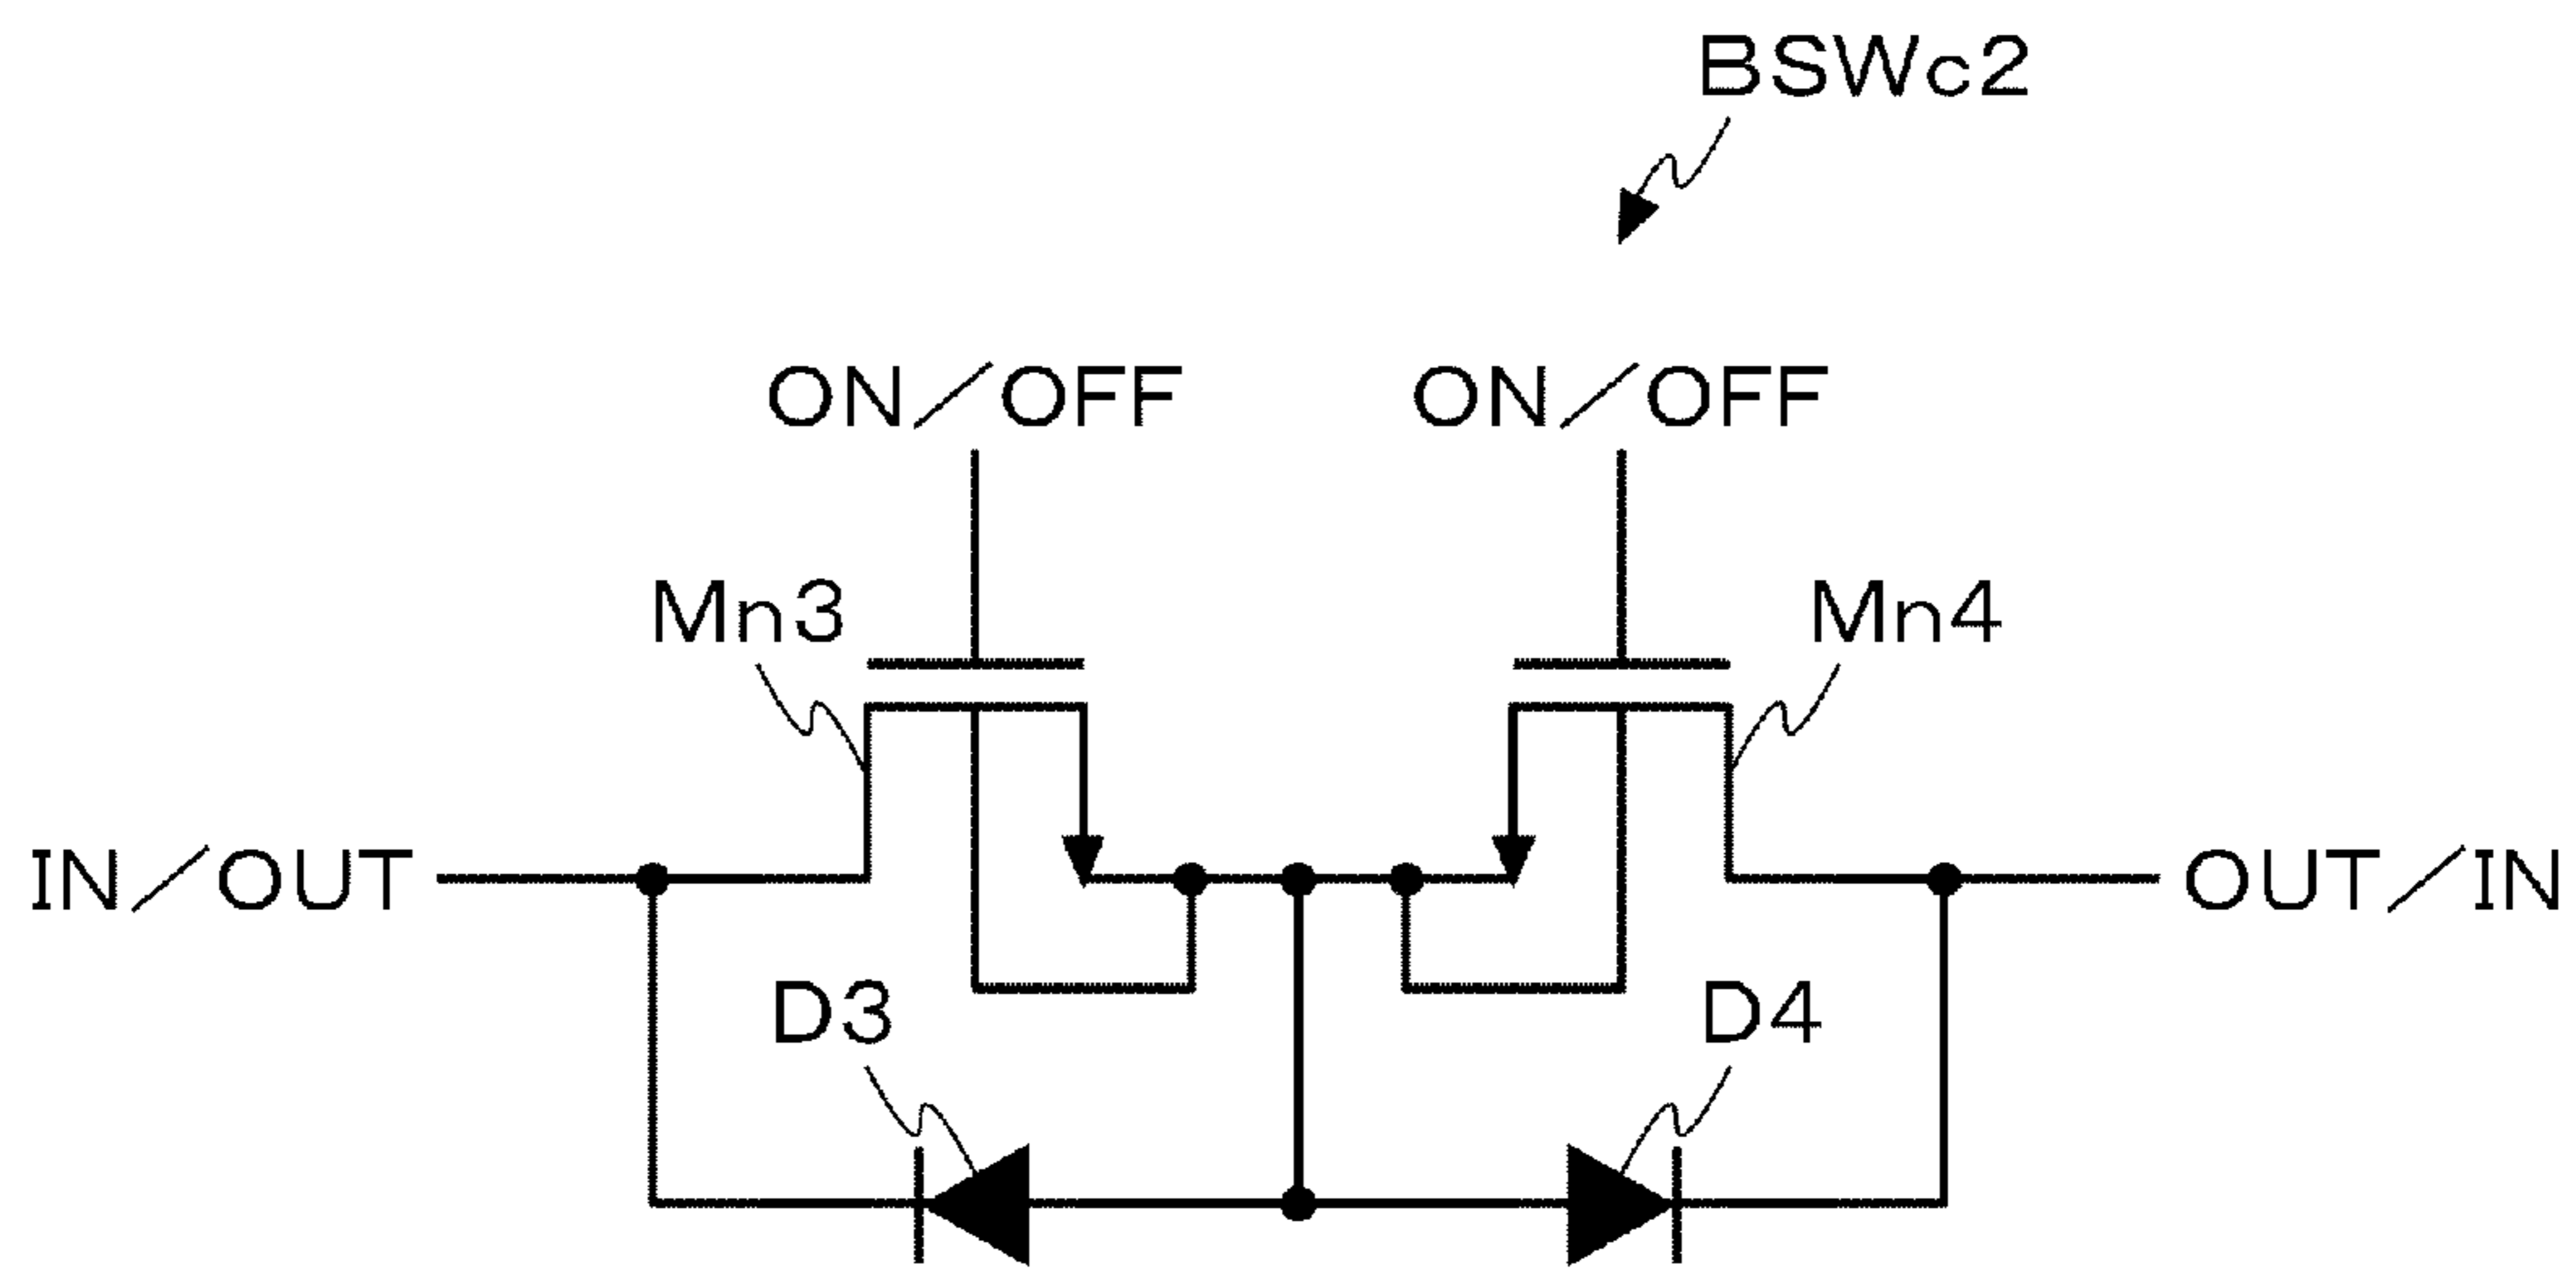 BSWc2
ON/OFF ON/OFF
Mn3 Mn4
IN/OUT OUT/IN
D3 D4